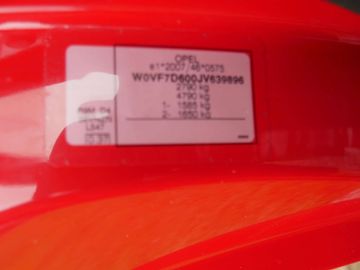 OPEL
e1*2007/46*0575
W0VF7D600JV639896
2790 kg
4790 kg
1- 1585 kg
2- 1650 kg